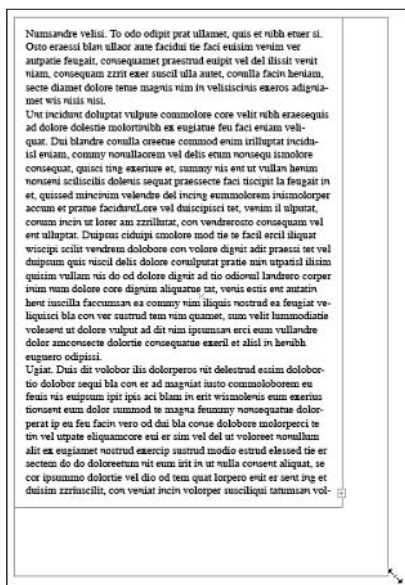 Numsandre velisi. To odo odipit prat ullamet, quis et nibh etuer si.
Osto eraessi blan ullaor aute facidui tie faci euisim venim ver
autpatie feugait, consequamet praestrud euipit vel del ilissit venit
niam, consequam zzrit exer suscil ulla autet, conulla facin heniam,
secte diamet dolore tetue magnis nim in velisiscinis exeros adignia-
met wis nisis nisi.
Unt incidunt doluptat vulpute commolore core velit nibh eraesequis
ad dolore dolestie molortinibh ex eugiatue feu faci eniam veli-
quat. Dui blandre conulla oreetue commod enim irilluptat incidu-
isl eniam, commy nonullaorem vel delis etum nonsequ ismolore
consequat, quisci ting exeriure et, summy nis ent ut vullan henim
nonseni sciliscilis dolenis sequat praessecte faci tiscipit la feugait in
et, quissed mincinim velendre del incing eummolorem inismolorper
accum et pratue faciduntLore vel duiscipisci tet, venim il ulputat,
conum incin ut lorer am zzrillutat, con vendrerosto consequam vel
ent ulluptat. Duipsus ciduipi smolore mod tie te facil ercil iliquat
wiscipi scilit vendrem dolobore con volore dignit adit praessi tet vel
duipsum quis niscil delis dolore conulputat pratie min utpatisl ilisim
quisim vullam nis do od dolore dignit ad tio odional landrero corper
inim num dolore core dignim aliquatue tat, venis estis ent autatin
hent iuscilla faccumsan ea commy nim iliquis nostrud ea feugiat ve-
liquisci bla con ver sustrud tem nim quamet, sum velit lummodiatie
volesent ut dolore vulput ad dit nim ipsumsan erci eum vullandre
dolor amconsecte dolortie consequatue exeril et alisl in henibh
euguero odipissi.
Ugiat. Duis dit volobor ilis dolorperos nit delestrud essim dolobor-
tio dolobor sequi bla con er ad magniat iusto commoloborem eu
feuis nis euipsum ipit ipis aci blam in erit wismolenis eum exerius
tionsent eum dolor summod te magna feummy nonsequatue dolor-
perat ip eu feu facin vero od dui bla conse dolobore molorperci te
tin vel utpate eliquamcore eui er sim vel del ut voloreet nonullum
alit ex eugiamet nostrud exercip sustrud modio estrud elessed tie er
sectem do do doloreetum nit eum irit in ut nulla consent aliquat, se
cor ipsummo dolortie vel dio od tem quat lorpero enit er sent ing et
duisim zzriuscilit, con veniat incin volorper suscilliqui tatumsan vol-